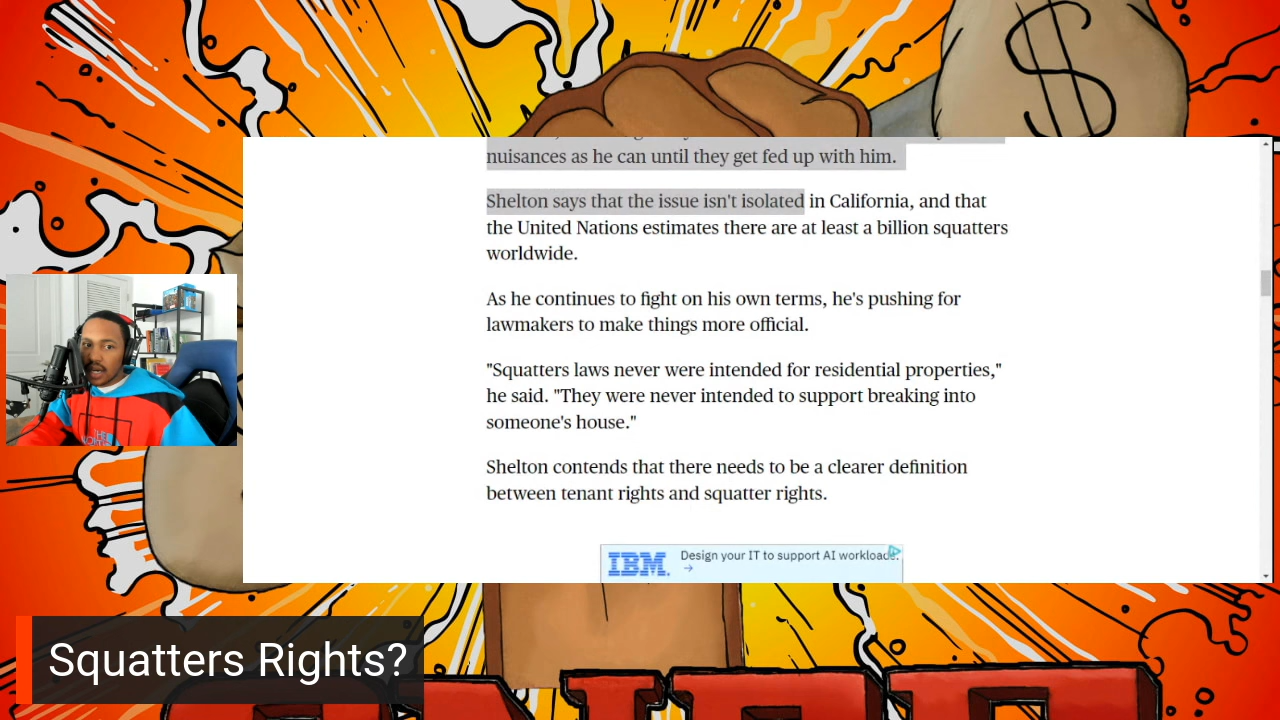 nuisances as he can until they get fed up with him.
Shelton says that the issue isn't isolated in California, and that
the United Nations estimates there are at least a billion squatters
worldwide.
As he continues to fight on his own terms, he's pushing for
lawmakers to make things more official.
"Squatters laws never were intended for residential properties,"
he said. "They were never intended to support breaking into
someone's house."
Shelton contends that there needs to be a clearer definition
between tenant rights and squatter rights.
IBM.
Design your IT to support AI workloads.
→
THE
NORTH
Squatters Rights?
$